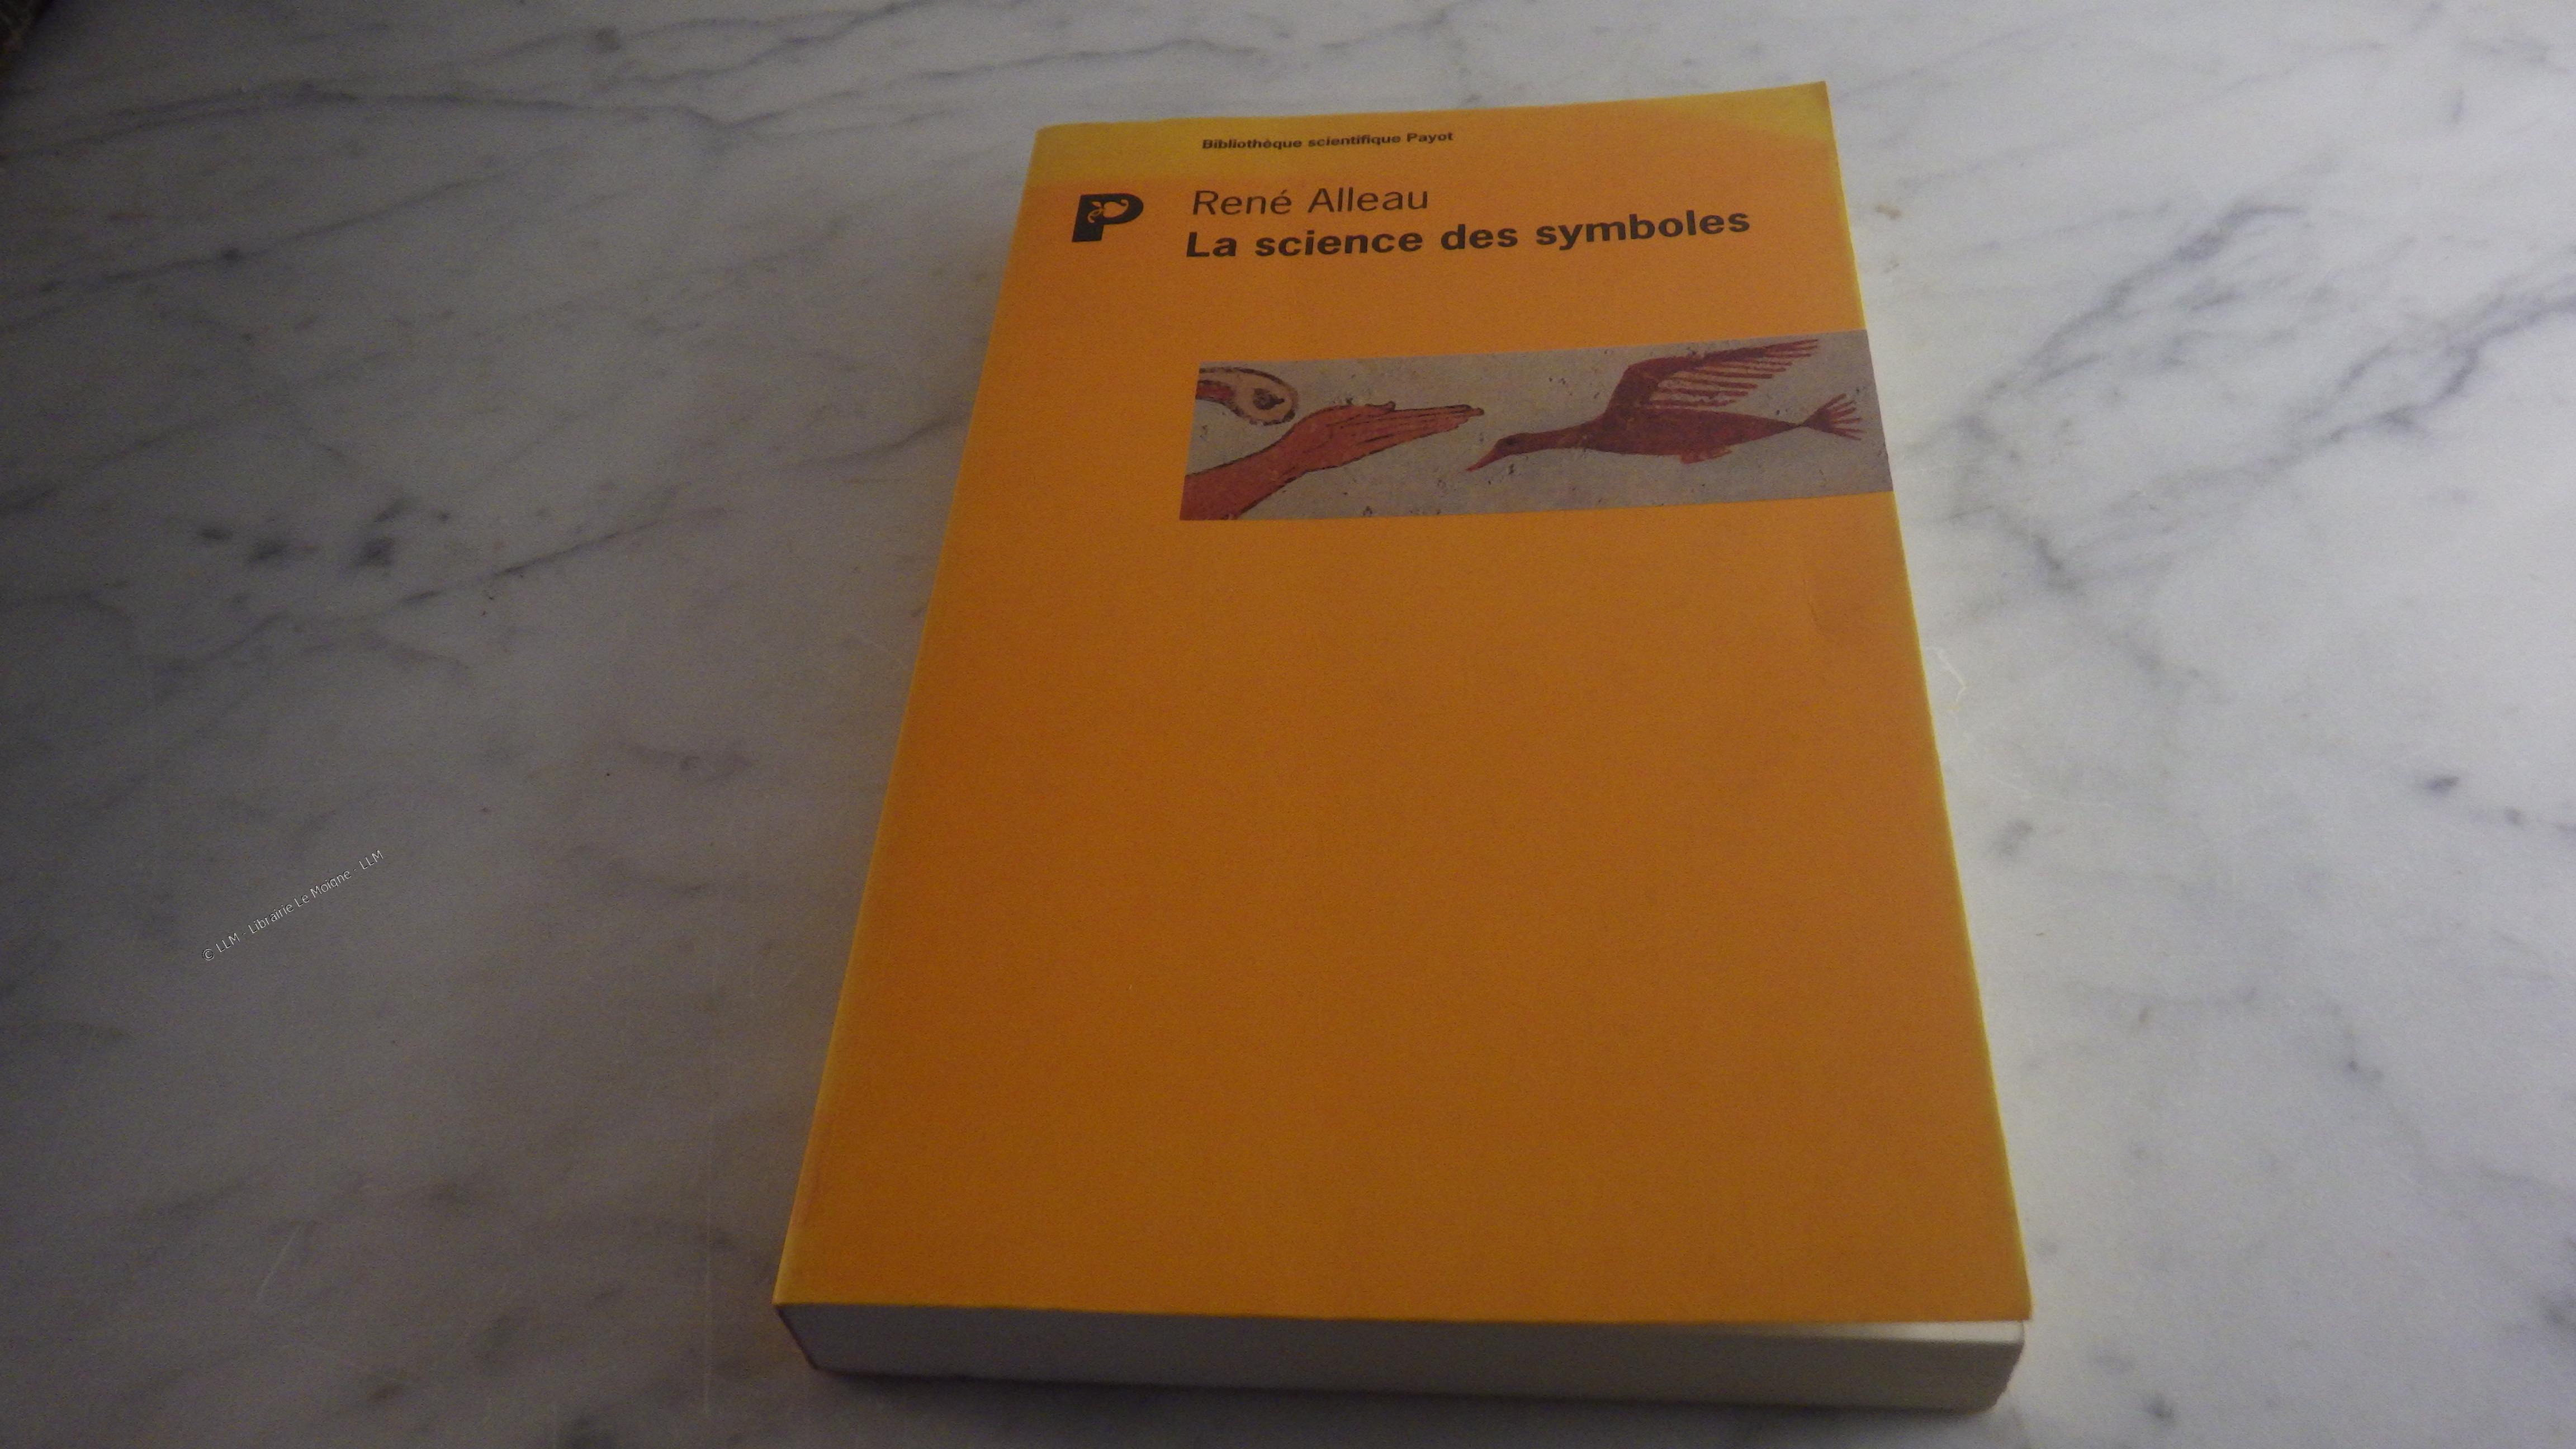 Bibliothèque scientifique Payot
P
René Alleau
La science des symboles
© LLM - Librairie Le Moigne - LLM